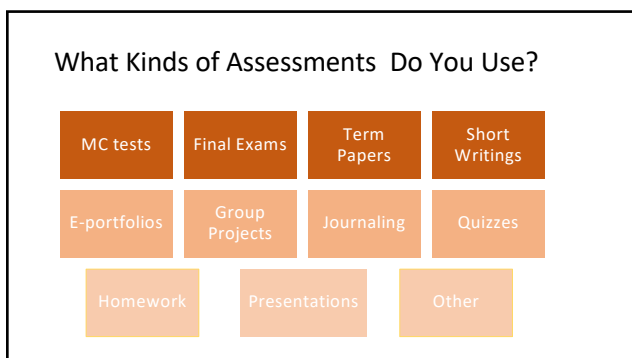 What Kinds of Assessments  Do You Use?
MC tests
Final Exams
Term
Papers
Short
Writings
E-portfolios
Group
Projects
Journaling
Quizzes
Homework
Presentations
Other